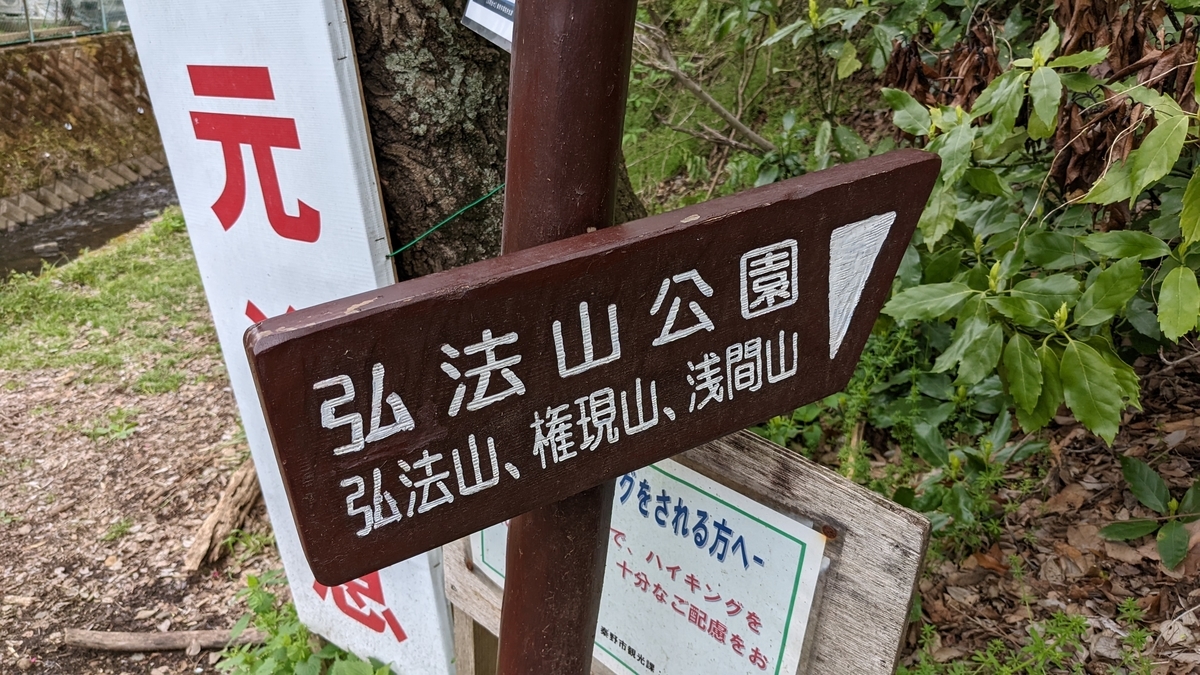 元
弘法山公園
弘法山、権現山、浅間山
グをされる方へ-
で、ハイキングを
十分なご配慮をお
秦野市観光課